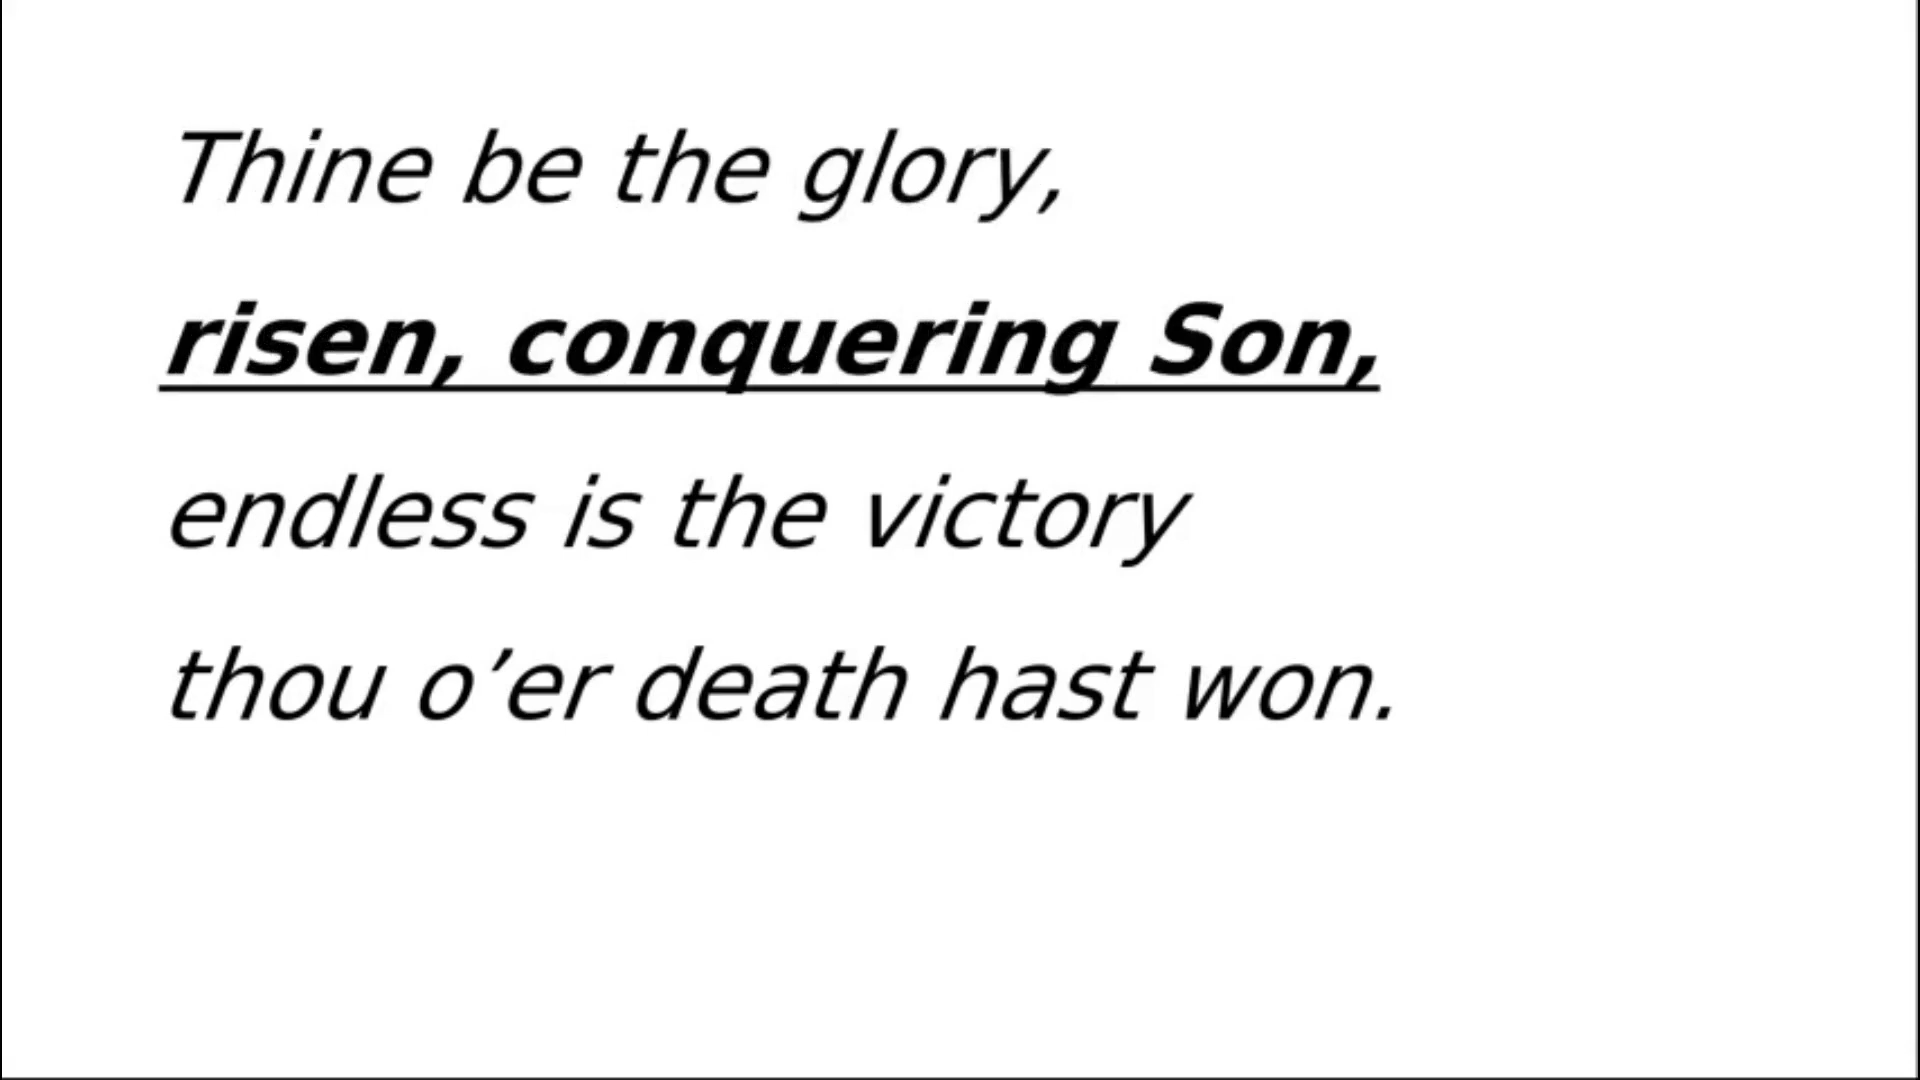 Thine be the glory,
risen, conquering Son,
endless is the victory
thou o’er death hast won.